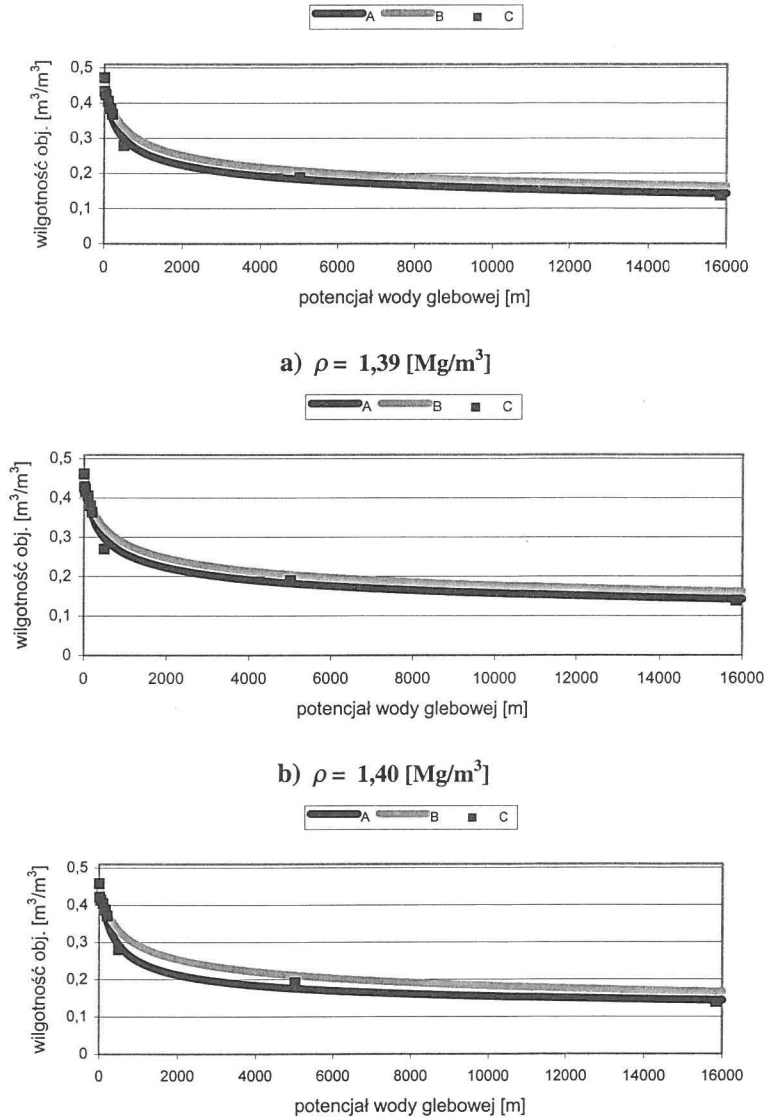 A B C
wilgotność obj. [m³/m³]
0,5
0,4
0,3
0,2
0,1
0
0 2000 4000 6000 8000 10000 12000 14000 16000
potencjał wody glebowej [m]
a) ρ = 1,39 [Mg/m³]
A B C
wilgotność obj. [m³/m³]
0,5
0,4
0,3
0,2
0,1
0
0 2000 4000 6000 8000 10000 12000 14000 16000
potencjał wody glebowej [m]
b) ρ = 1,40 [Mg/m³]
A B C
wilgotność obj. [m³/m³]
0,5
0,4
0,3
0,2
0,1
0
0 2000 4000 6000 8000 10000 12000 14000 16000
potencjał wody glebowej [m]